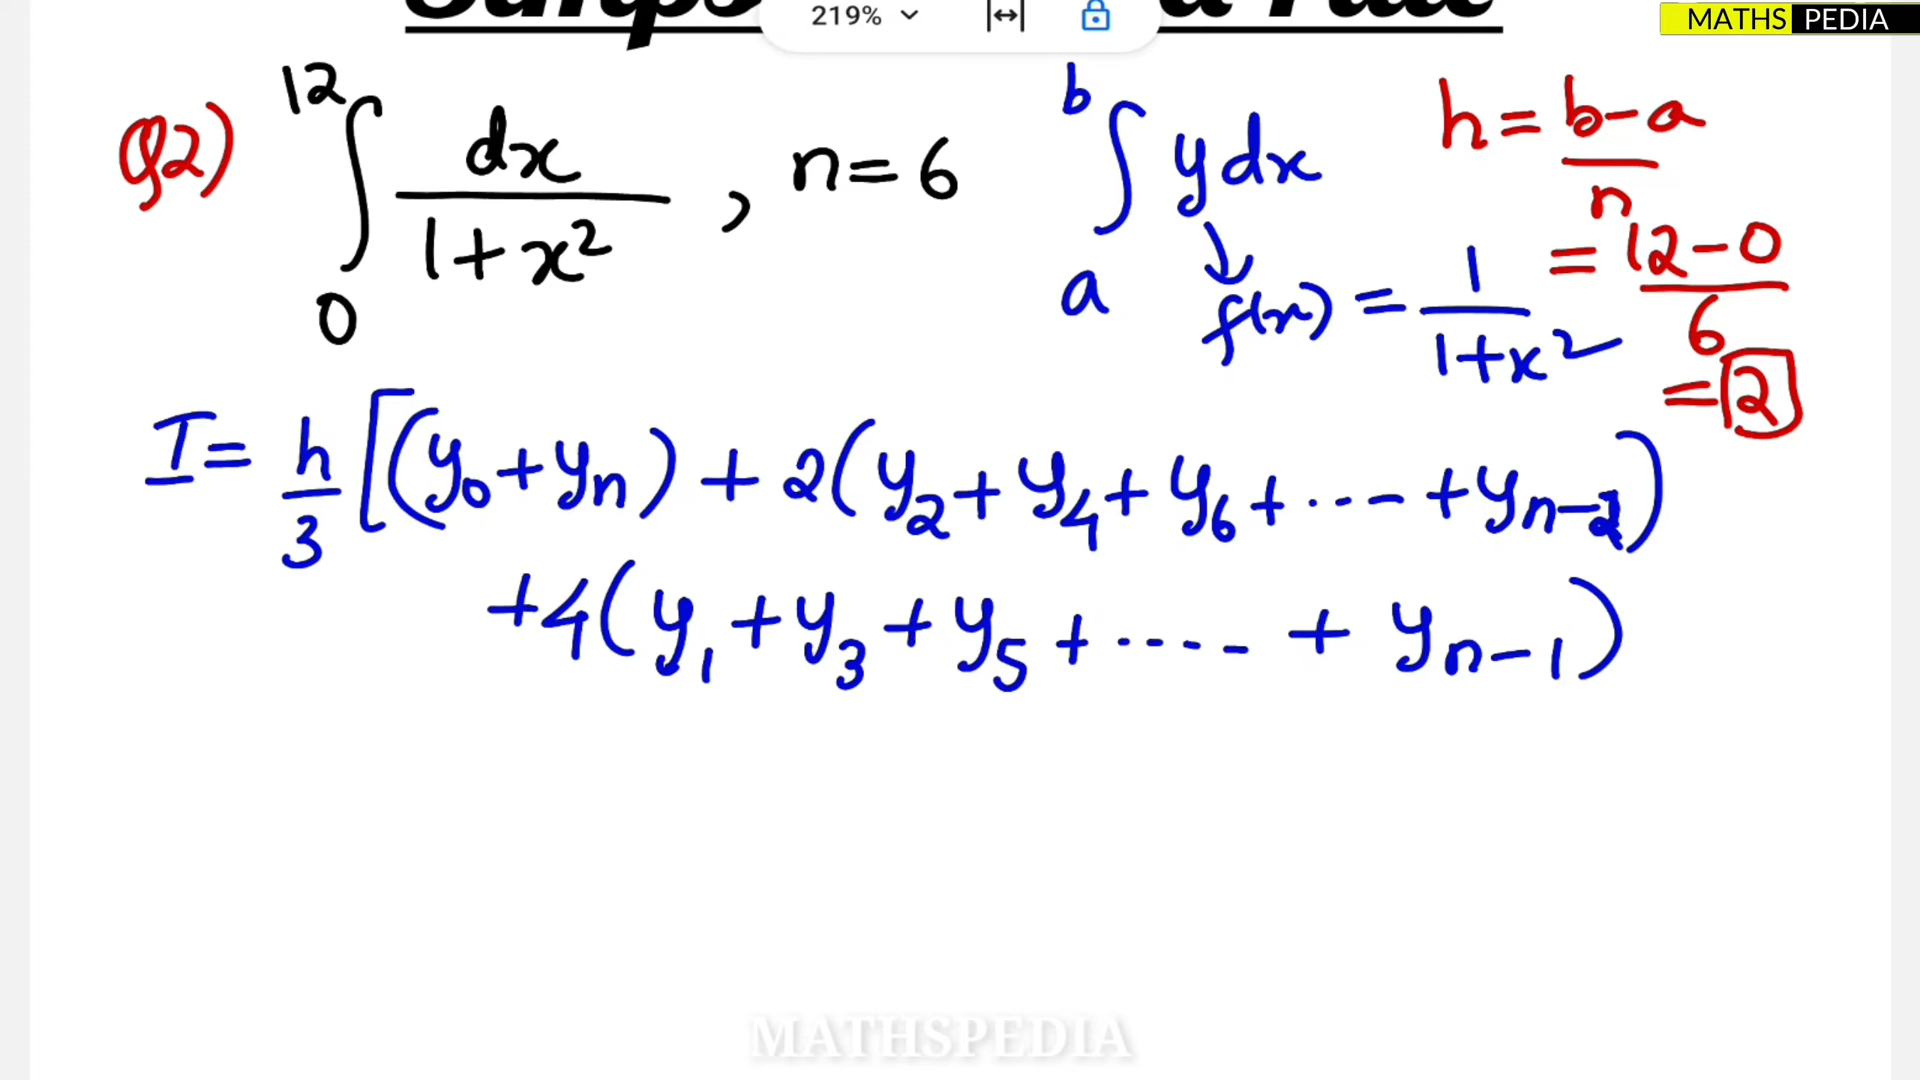 219%
MATHS PEDIA
Q2) ∫₀¹² dx/(1+x²) , n=6
∫ₐᵇ y dx
↓
f(x) = 1/(1+x²)
h = (b-a)/n
= (12-0)/6
= 2
I = h/3 [(y₀+yₙ) + 2(y₂+y₄+y₆+ ---- +yₙ₋₂)
+4(y₁+y₃+y₅+ ----- + yₙ₋₁)
MATHSPEDIA